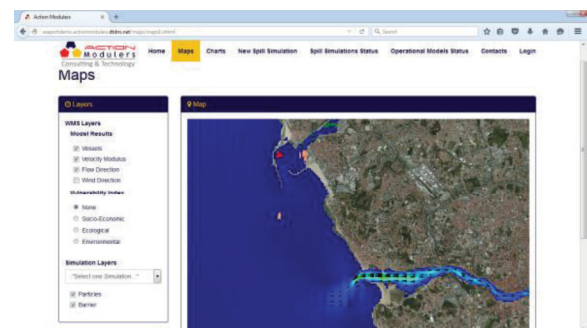 Action Modulers
Search
ACTION
Modulers
Consulting & Technology
Home Maps Charts New Spill Simulation Spill Simulations Status Operational Models Status Contacts Login
Maps
Layers
Map
WMS Layers
Model Results
Vessels
Velocity Modulus
Flow Direction
Wind Direction
Vulnerability Index
None
Socio-Economic
Ecological
Environmental
Simulation Layers
"Select one Simulation..."
Particles
Barrier